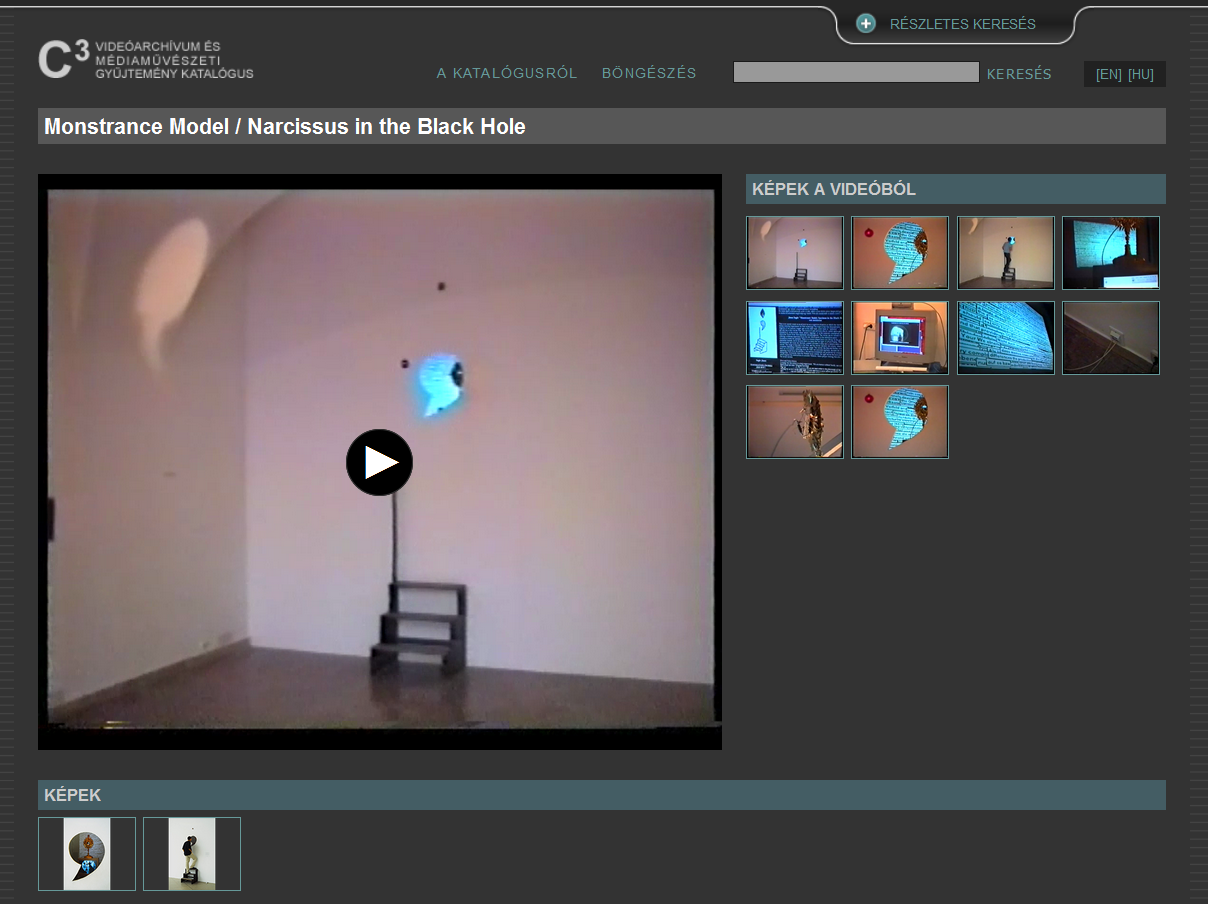 RÉSZLETES KERESÉS
C3 VIDEÓARCHÍVUM ÉS
MÉDIAMŰVÉSZETI
GYŰJTEMÉNY KATALÓGUS
A KATALÓGUSRÓL BÖNGÉSZÉS KERESÉS [EN] [HU]
Monstrance Model / Narcissus in the Black Hole
KÉPEK A VIDEÓBÓL
KÉPEK